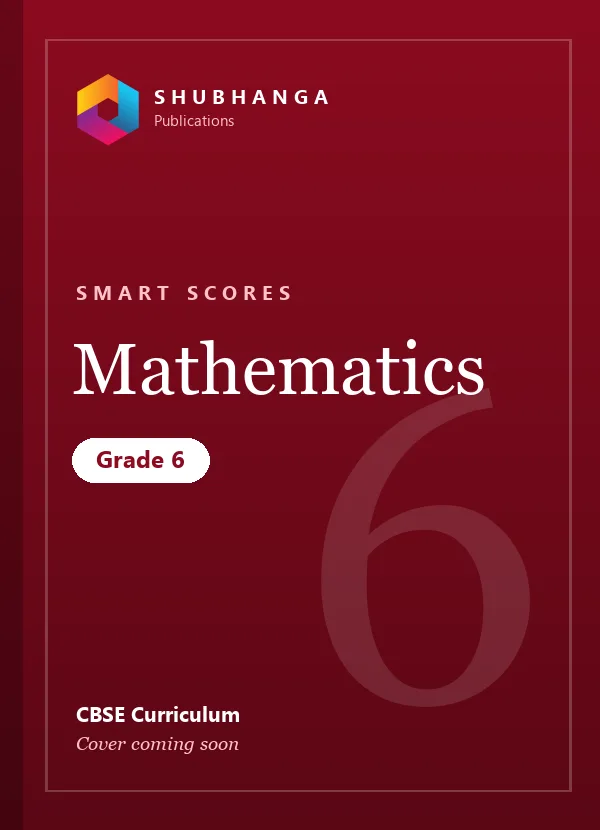 SHUBHANGA
Publications
SMART SCORES
Mathematics
Grade 6
6
CBSE Curriculum
Cover coming soon